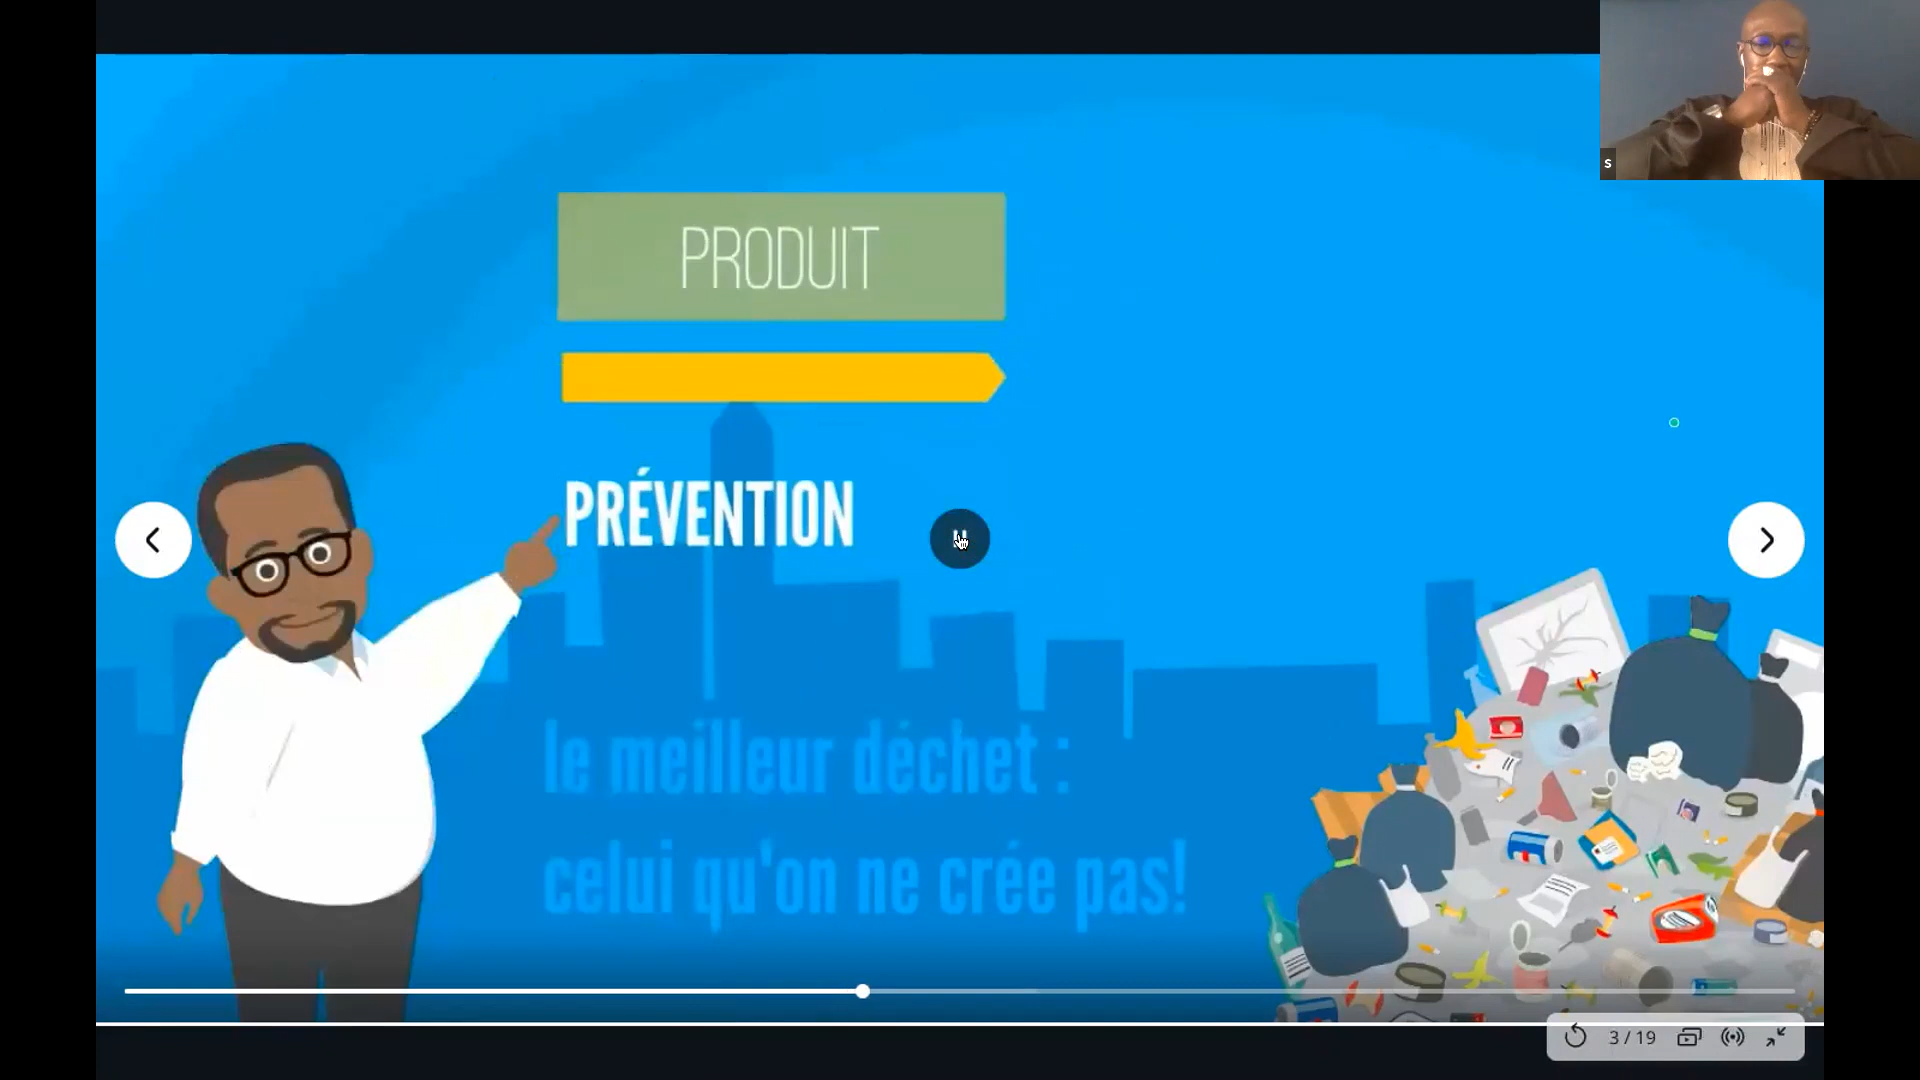 PRODUIT
PRÉVENTION
le meilleur déchet :
celui qu'on ne crée pas!
s
3 / 19